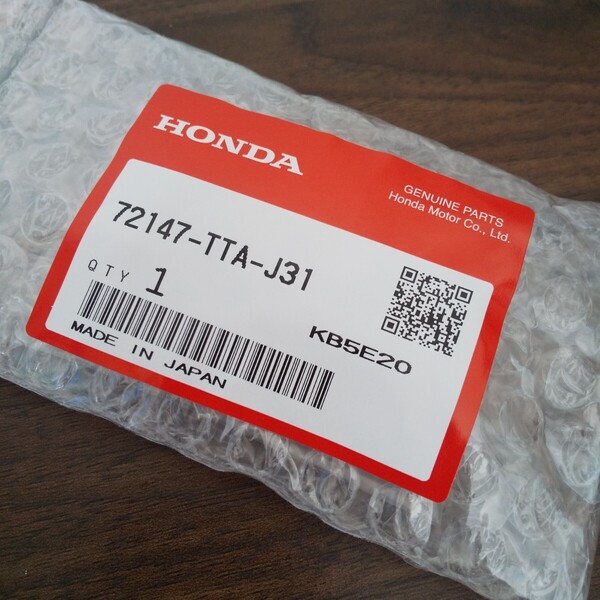 HONDA
GENUINE PARTS
Honda Motor Co., Ltd.
72147-TTA-J31
QTY 1
KB5E20
MADE IN JAPAN